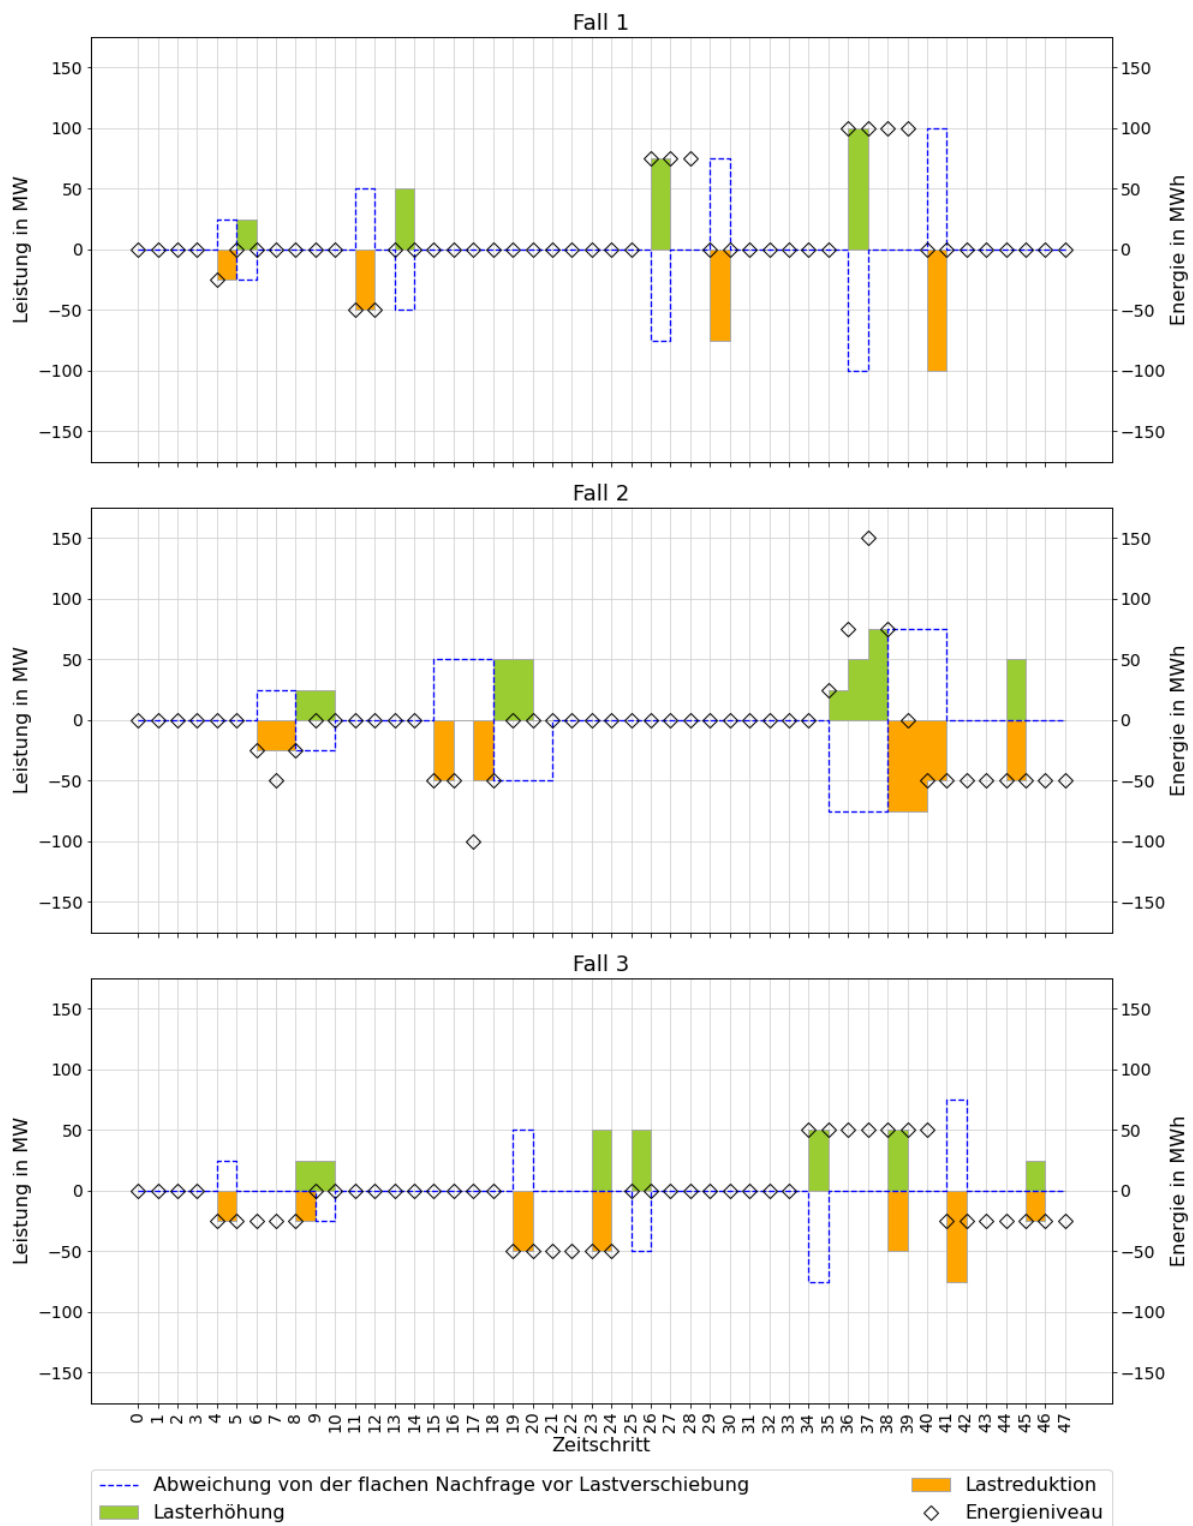 Fall 1
150
100
50
0
−50
−100
−150
Leistung in MW
150
100
50
0
−50
−100
−150
Energie in MWh
Fall 2
150
100
50
0
−50
−100
−150
Leistung in MW
150
100
50
0
−50
−100
−150
Energie in MWh
Fall 3
150
100
50
0
−50
−100
−150
Leistung in MW
150
100
50
0
−50
−100
−150
Energie in MWh
0 1 2 3 4 5 6 7 8 9 10 11 12 13 14 15 16 17 18 19 20 21 22 23 24 25 26 27 28 29 30 31 32 33 34 35 36 37 38 39 40 41 42 43 44 45 46 47
Zeitschritt
Abweichung von der flachen Nachfrage vor Lastverschiebung
Lasterhöhung
Lastreduktion
Energieniveau